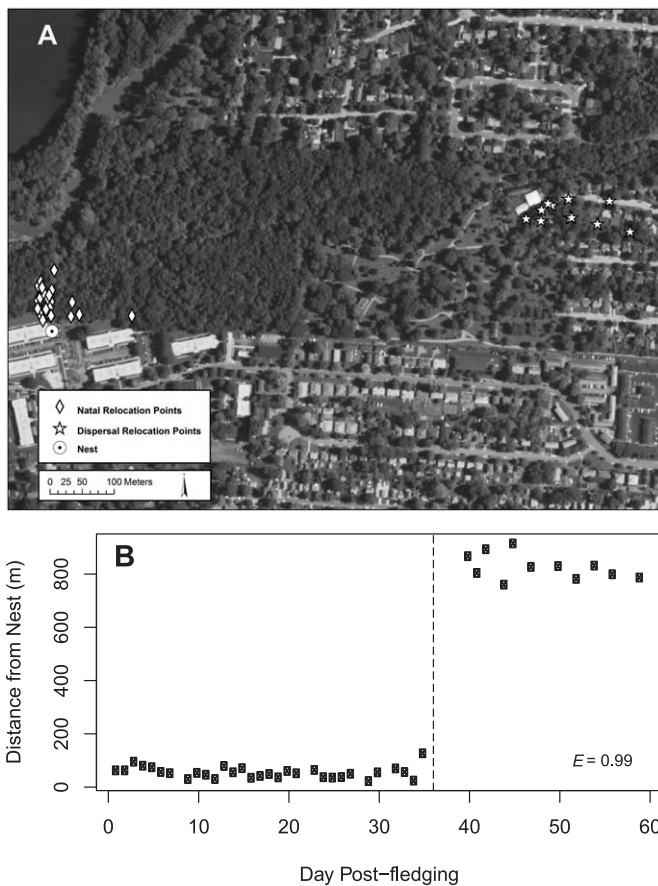 A
Natal Relocation Points
Dispersal Relocation Points
Nest
0 25 50 100 Meters
B
Distance from Nest (m)
800
600
400
200
0
E = 0.99
0 10 20 30 40 50 60
Day Post−fledging